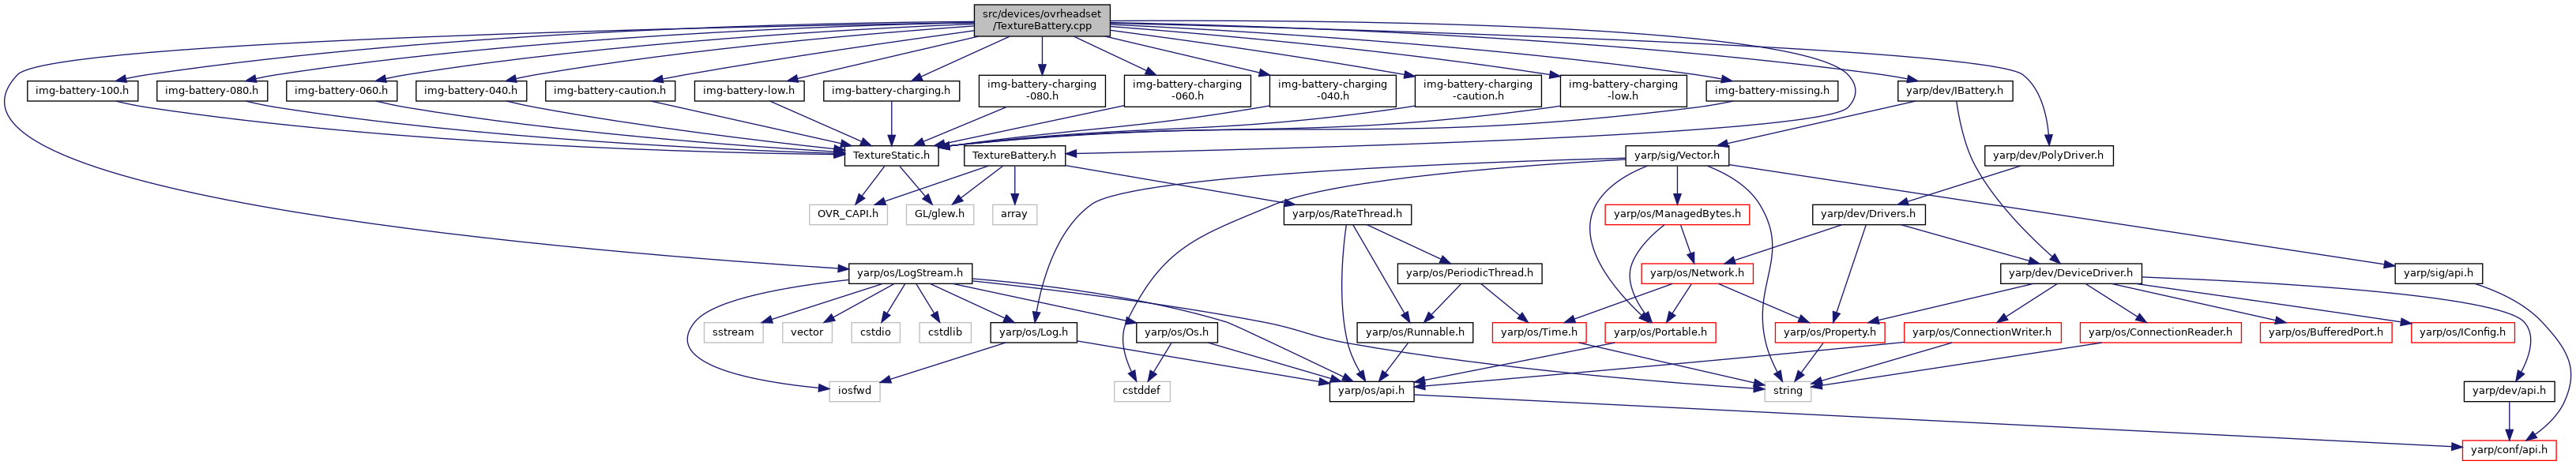 src/devices/ovrheadset
/TextureBattery.cpp
img-battery-100.h
img-battery-080.h
img-battery-060.h
img-battery-040.h
img-battery-caution.h
img-battery-low.h
img-battery-charging.h
img-battery-charging
-080.h
img-battery-charging
-060.h
img-battery-charging
-040.h
img-battery-charging
-caution.h
img-battery-charging
-low.h
img-battery-missing.h
yarp/dev/IBattery.h
TextureStatic.h
TextureBattery.h
yarp/sig/Vector.h
yarp/dev/PolyDriver.h
OVR_CAPI.h
GL/glew.h
array
yarp/os/RateThread.h
yarp/os/ManagedBytes.h
yarp/dev/Drivers.h
yarp/os/LogStream.h
yarp/os/PeriodicThread.h
yarp/os/Network.h
yarp/dev/DeviceDriver.h
yarp/sig/api.h
sstream
vector
cstdio
cstdlib
yarp/os/Log.h
yarp/os/Os.h
yarp/os/Runnable.h
yarp/os/Time.h
yarp/os/Portable.h
yarp/os/Property.h
yarp/os/ConnectionWriter.h
yarp/os/ConnectionReader.h
yarp/os/BufferedPort.h
yarp/os/IConfig.h
iosfwd
cstddef
yarp/os/api.h
string
yarp/dev/api.h
yarp/conf/api.h